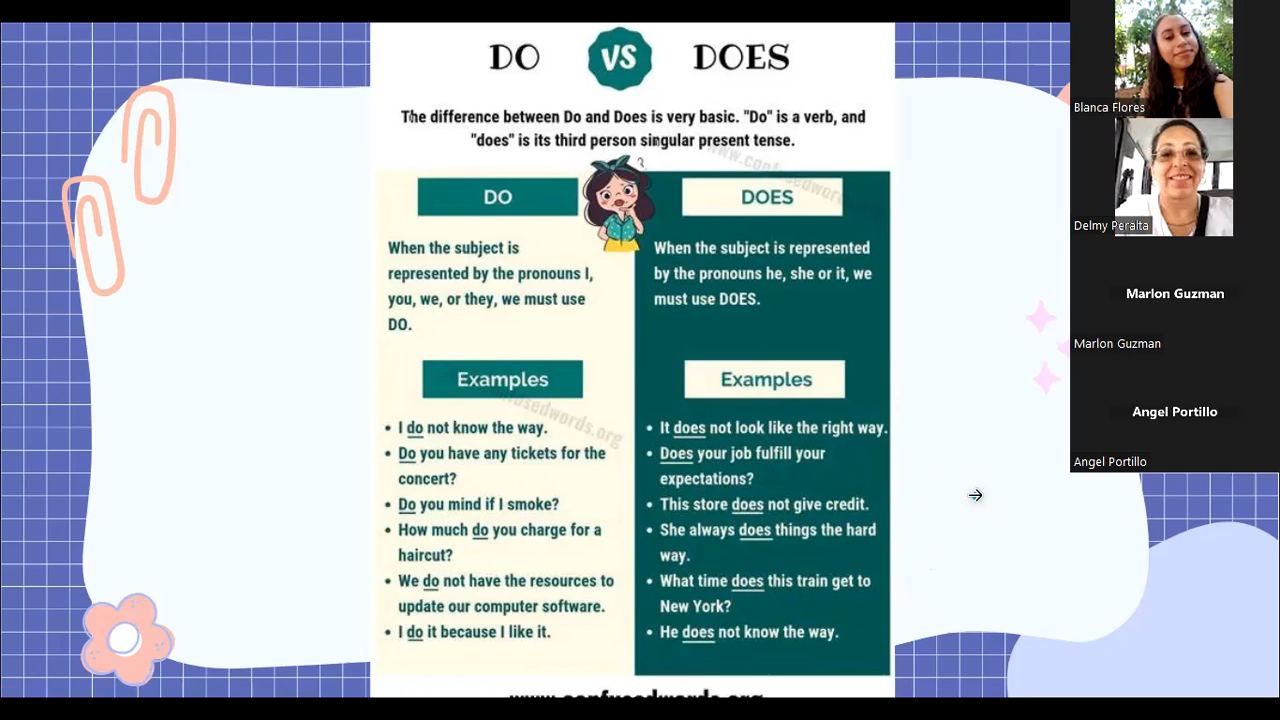 DO VS DOES
The difference between Do and Does is very basic. "Do" is a verb, and
"does" is its third person singular present tense.
DO
When the subject is
represented by the pronouns I,
you, we, or they, we must use
DO.
Examples
• I do not know the way.
• Do you have any tickets for the
concert?
• Do you mind if I smoke?
• How much do you charge for a
haircut?
• We do not have the resources to
update our computer software.
• I do it because I like it.
DOES
When the subject is represented
by the pronouns he, she or it, we
must use DOES.
Examples
• It does not look like the right way.
• Does your job fulfill your
expectations?
• This store does not give credit.
• She always does things the hard
way.
• What time does this train get to
New York?
• He does not know the way.
www.confusedwords.org
Blanca Flores
Delmy Peralta
Marlon Guzman
Marlon Guzman
Angel Portillo
Angel Portillo